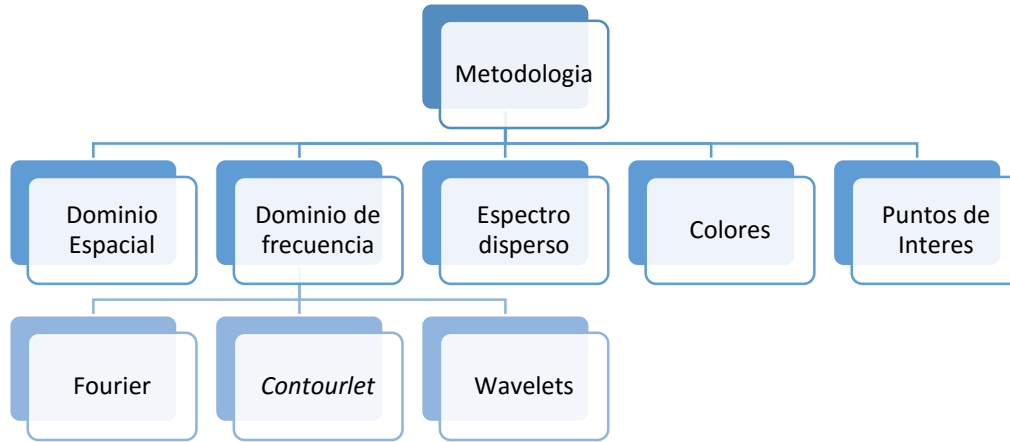 Metodologia
Dominio
Espacial
Dominio de
frecuencia
Espectro
disperso
Colores
Puntos de
Interes
Fourier
Contourlet
Wavelets